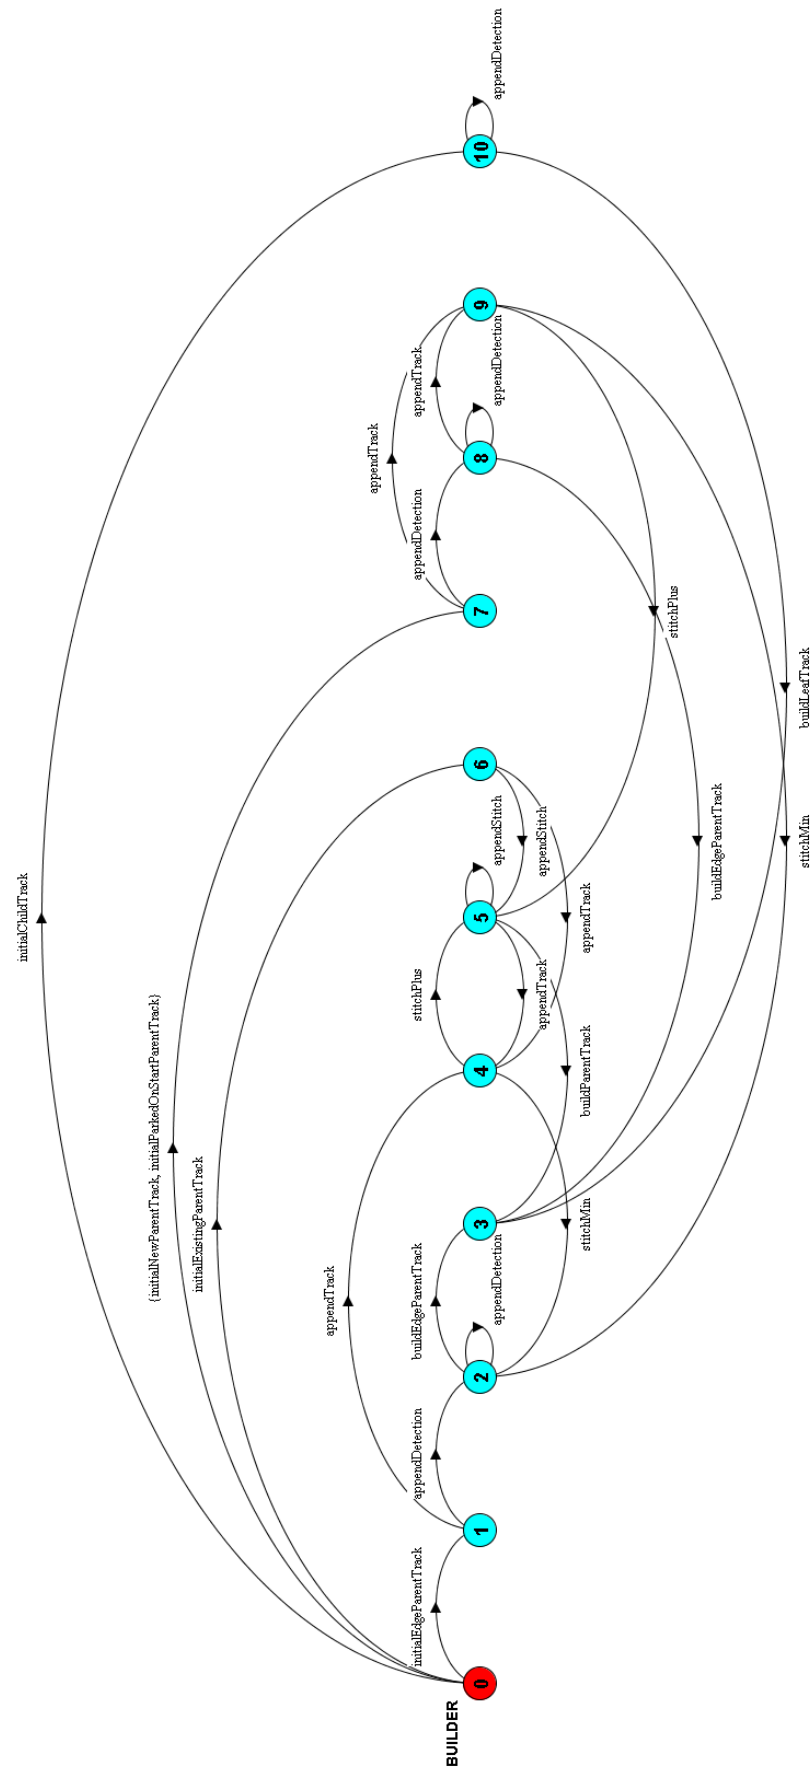 BUILDER
0
1
2
3
4
5
6
7
8
9
10
initialEdgeParentTrack
appendDetection
appendTrack
buildEdgeParentTrack
appendDetection
initialExistingParentTrack
{initialNewParentTrack, initialParkedOnStartParentTrack}
initialChildTrack
stitchMin
buildParentTrack
stitchPlus
appendTrack
appendTrack
appendStitch
appendStitch
stitchMin
buildEdgeParentTrack
buildLeafTrack
stitchPlus
appendDetection
appendTrack
appendTrack
appendDetection
appendDetection